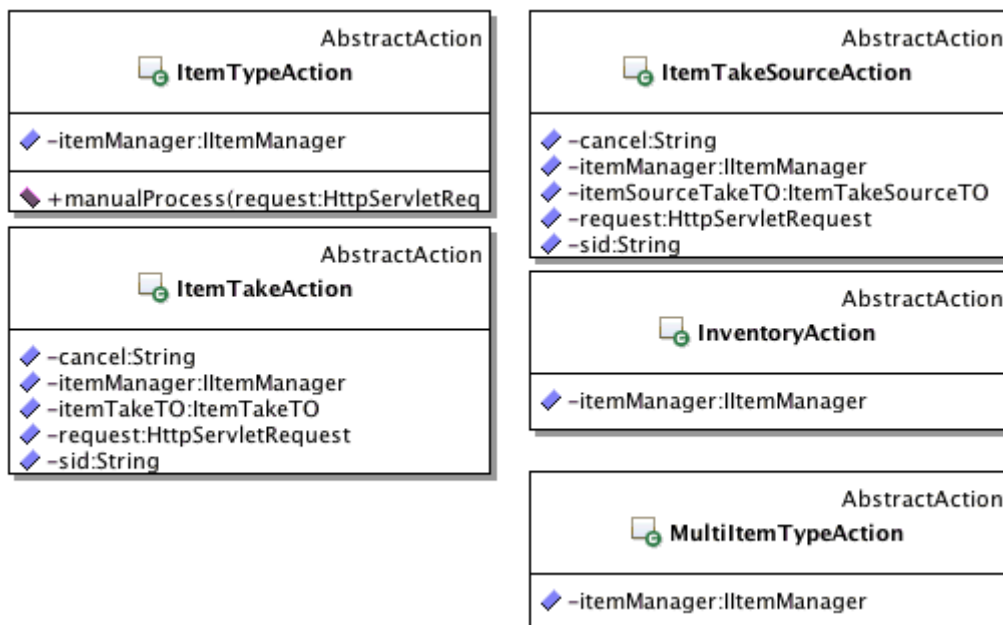 AbstractAction
ItemTypeAction
-itemManager:IItemManager
+manualProcess(request:HttpServletReq
AbstractAction
ItemTakeAction
-cancel:String
-itemManager:IItemManager
-itemTakeTO:ItemTakeTO
-request:HttpServletRequest
-sid:String
AbstractAction
ItemTakeSourceAction
-cancel:String
-itemManager:IItemManager
-itemSourceTakeTO:ItemTakeSourceTO
-request:HttpServletRequest
-sid:String
AbstractAction
InventoryAction
-itemManager:IItemManager
AbstractAction
MultiItemTypeAction
-itemManager:IItemManager